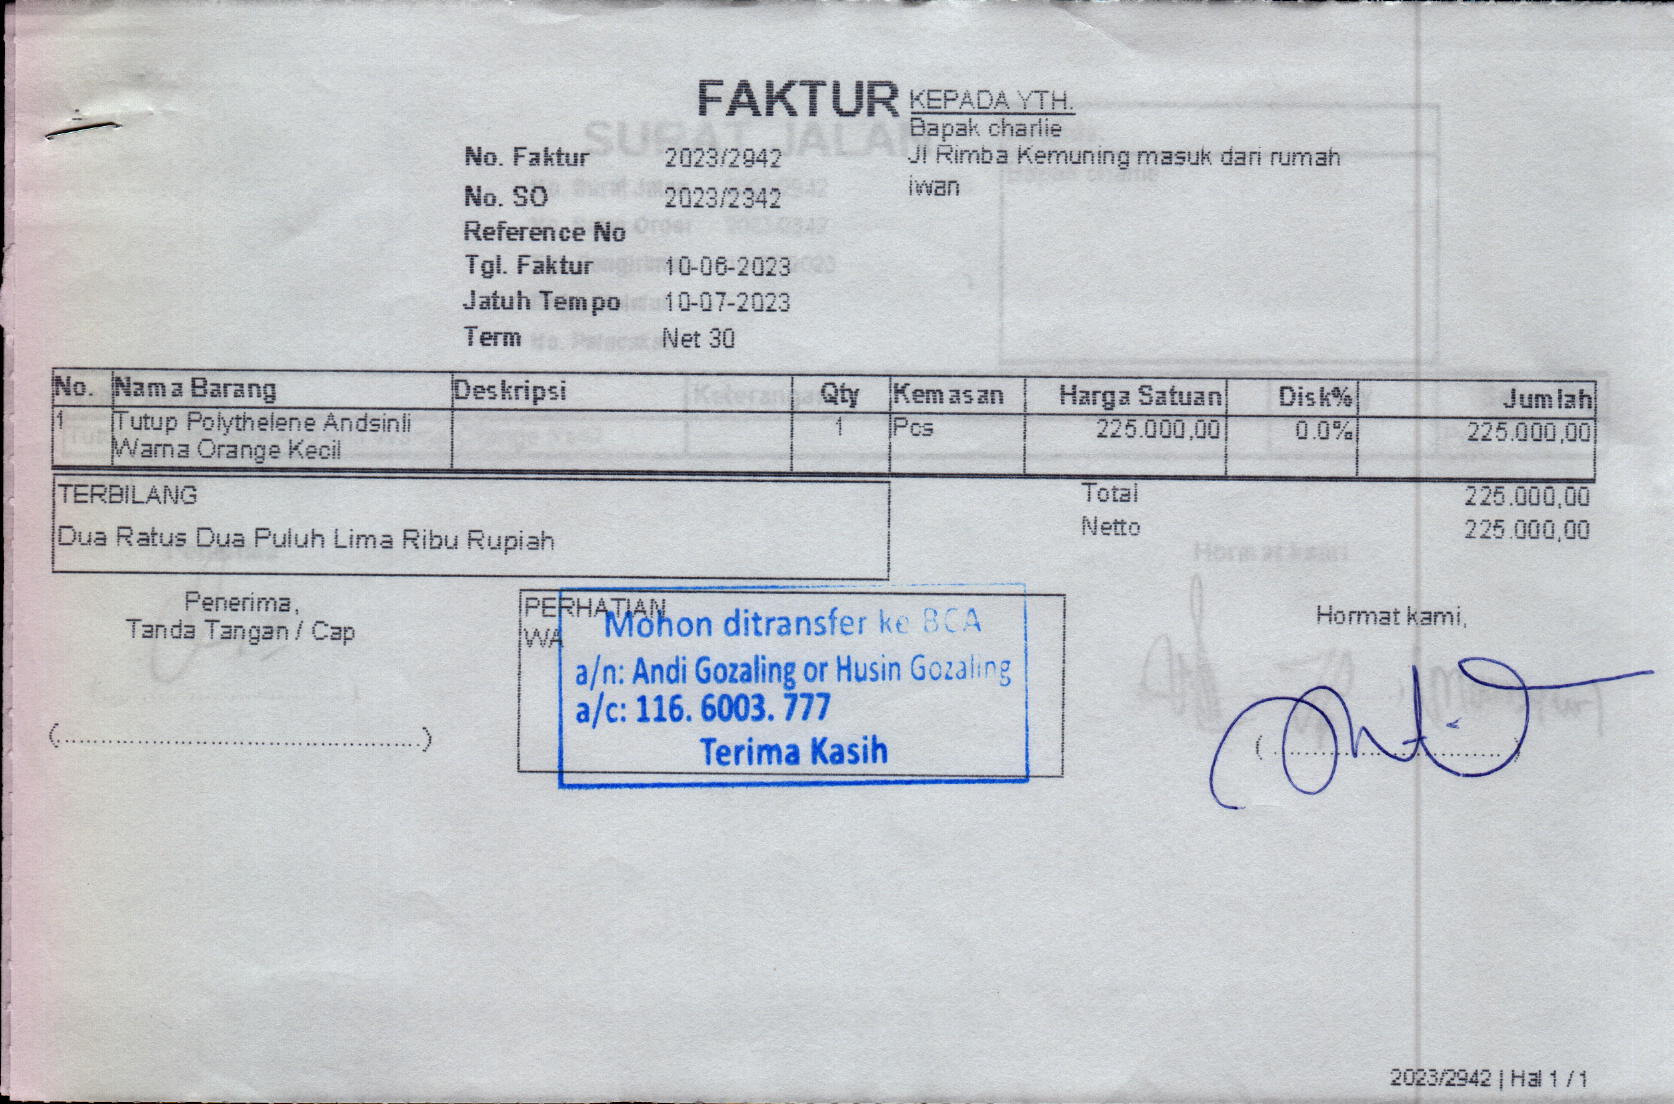 FAKTUR
KEPADA YTH.
Bapak charlie
Jl Rimba Kemuning masuk dari rumah
iwan
No. Faktur 2023/2942
No. SO 2023/2342
Reference No
Tgl. Faktur 10-06-2023
Jatuh Tempo 10-07-2023
Term Net 30
No. Nama Barang Deskripsi Qty Kemasan Harga Satuan Disk% Jumlah
1 Tutup Polythelene Andsinli 1 Pcs 225.000,00 0.0% 225.000,00
Warna Orange Kecil
TERBILANG
Dua Ratus Dua Puluh Lima Ribu Rupiah
Total 225.000,00
Netto 225.000,00
Penerima,
Tanda Tangan / Cap
(..............................................)
PERHATIAN
WA
Mohon ditransfer ke BCA
a/n: Andi Gozaling or Husin Gozaling
a/c: 116. 6003. 777
Terima Kasih
Hormat kami,
2023/2942 | Hal 1 / 1